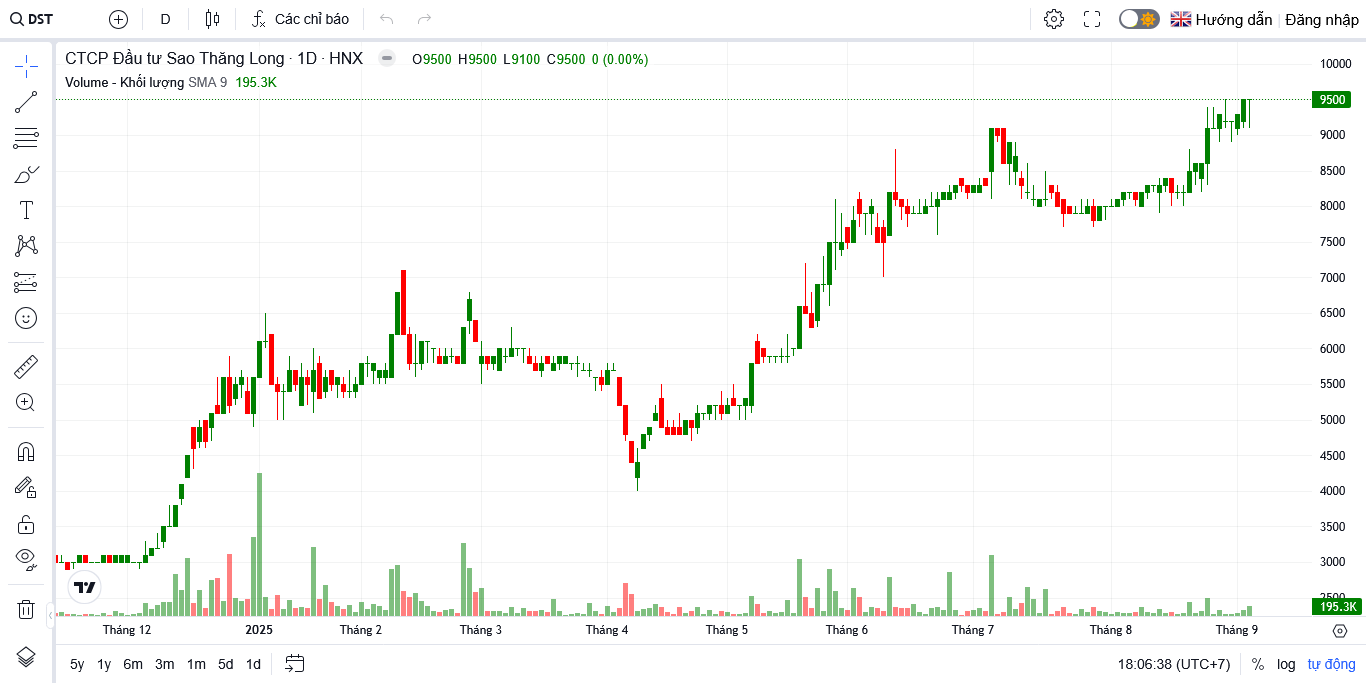 DST
D
Các chỉ báo
Hướng dẫn
Đăng nhập
CTCP Đầu tư Sao Thăng Long · 1D · HNX
O9500 H9500 L9100 C9500 0 (0.00%)
Volume - Khối lượng SMA 9 195.3K
10000
9500
9000
8500
8000
7500
7000
6500
6000
5500
5000
4500
4000
3500
3000
2500
195.3K
Tháng 12
2025
Tháng 2
Tháng 3
Tháng 4
Tháng 5
Tháng 6
Tháng 7
Tháng 8
Tháng 9
5y 1y 6m 3m 1m 5d 1d
18:06:38 (UTC+7)
% log tự động